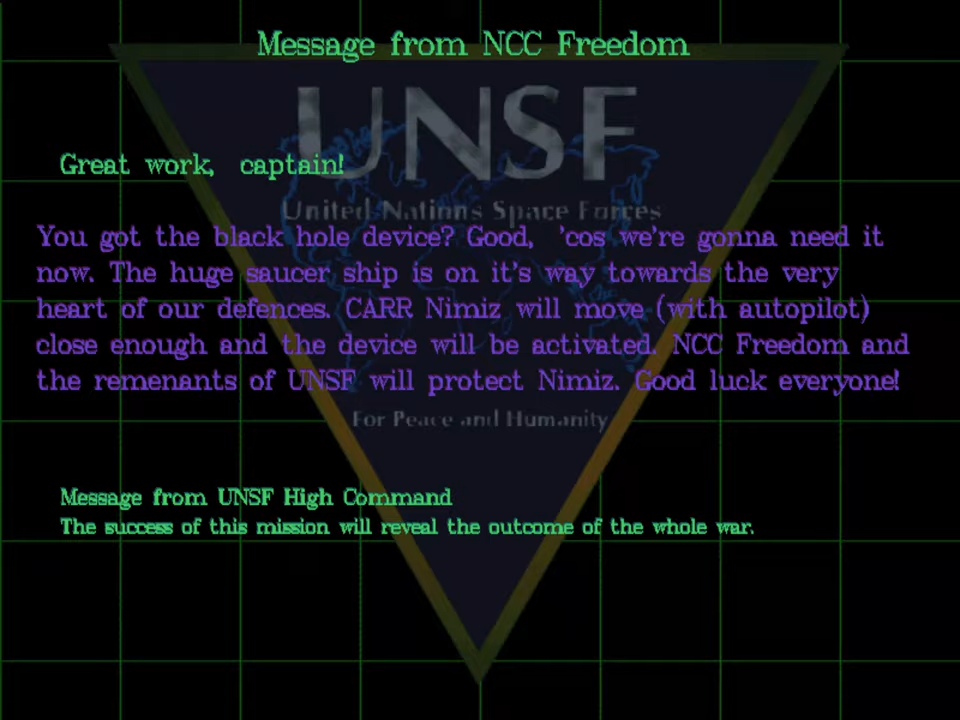 Message from NCC Freedom
UNSF
Great work, captain!
United Nations Space Forces
You got the black hole device? Good, 'cos we're gonna need it
now. The huge saucer ship is on it's way towards the very
heart of our defences. CARR Nimiz will move (with autopilot)
close enough and the device will be activated. NCC Freedom and
the remenants of UNSF will protect Nimiz. Good luck everyone!
For Peace and Humanity
Message from UNSF High Command
The success of this mission will reveal the outcome of the whole war.